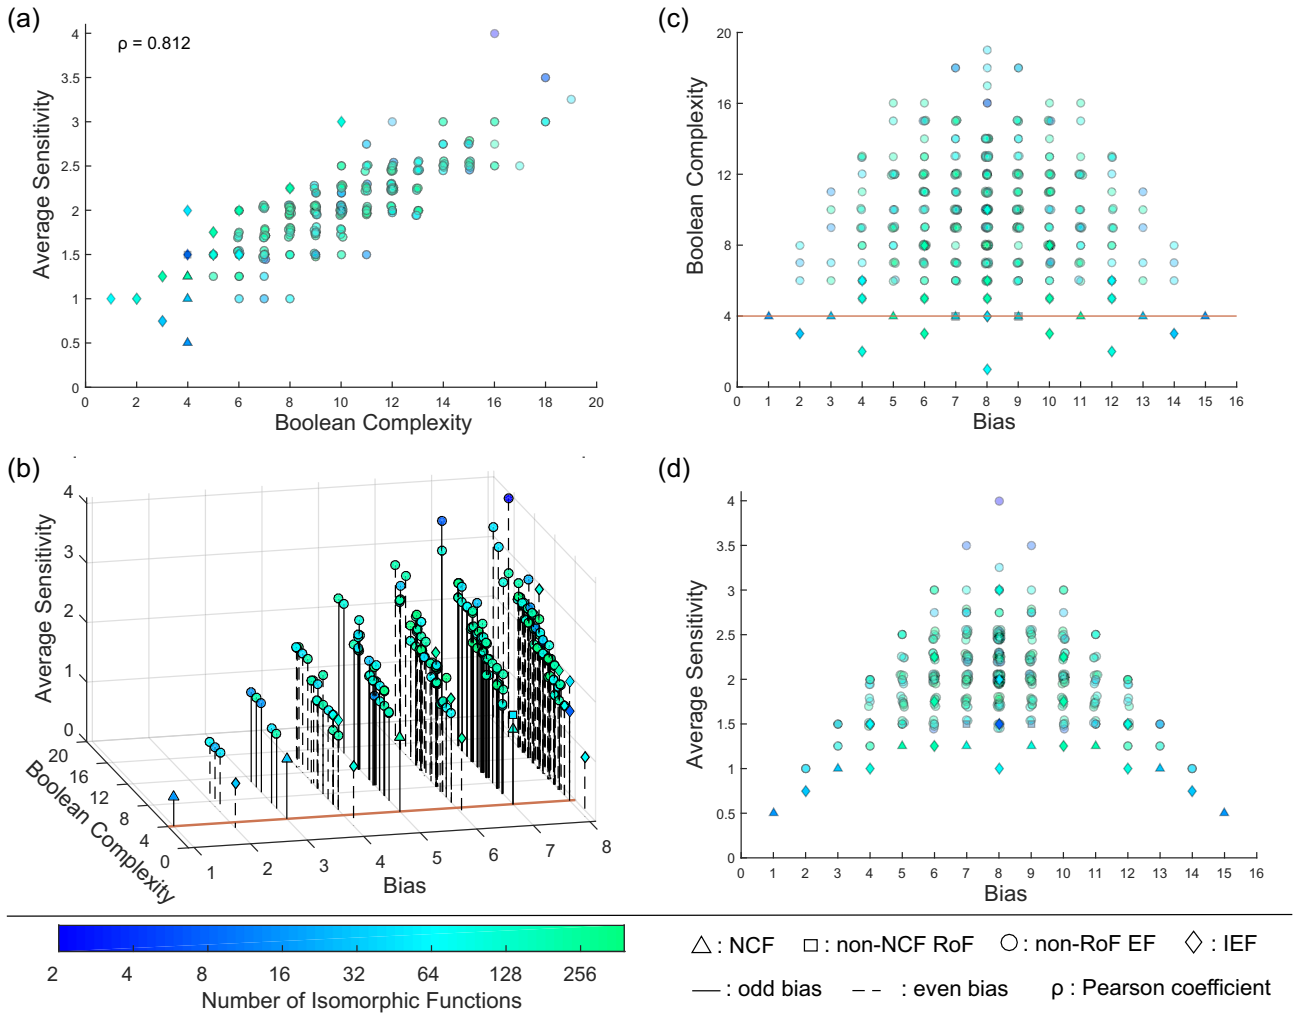 (a)
ρ = 0.812
Average Sensitivity
4
3.5
3
2.5
2
1.5
1
0.5
0
0 2 4 6 8 10 12 14 16 18 20
Boolean Complexity
(c)
Boolean Complexity
20
16
12
8
4
0
0 1 2 3 4 5 6 7 8 9 10 11 12 13 14 15 16
Bias
(b)
Average Sensitivity
4
3
2
1
0
20
16
12
8
4
0
Boolean Complexity
1 2 3 4 5 6 7 8
Bias
(d)
Average Sensitivity
4
3.5
3
2.5
2
1.5
1
0.5
0
0 1 2 3 4 5 6 7 8 9 10 11 12 13 14 15 16
Bias
2 4 8 16 32 64 128 256
Number of Isomorphic Functions
: NCF : non-NCF RoF : non-RoF EF : IEF
: odd bias : even bias ρ : Pearson coefficient